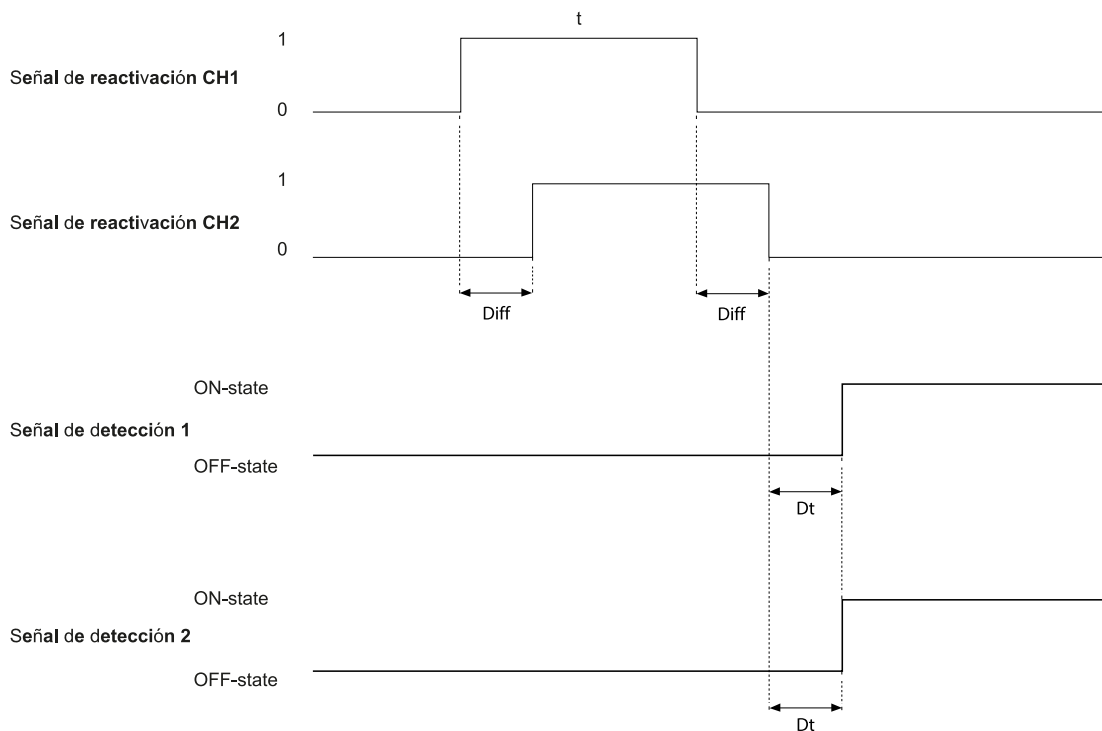 t
1
Señal de reactivación CH1
0
1
Señal de reactivación CH2
0
Diff
Diff
ON-state
Señal de detección 1
OFF-state
Dt
ON-state
Señal de detección 2
OFF-state
Dt